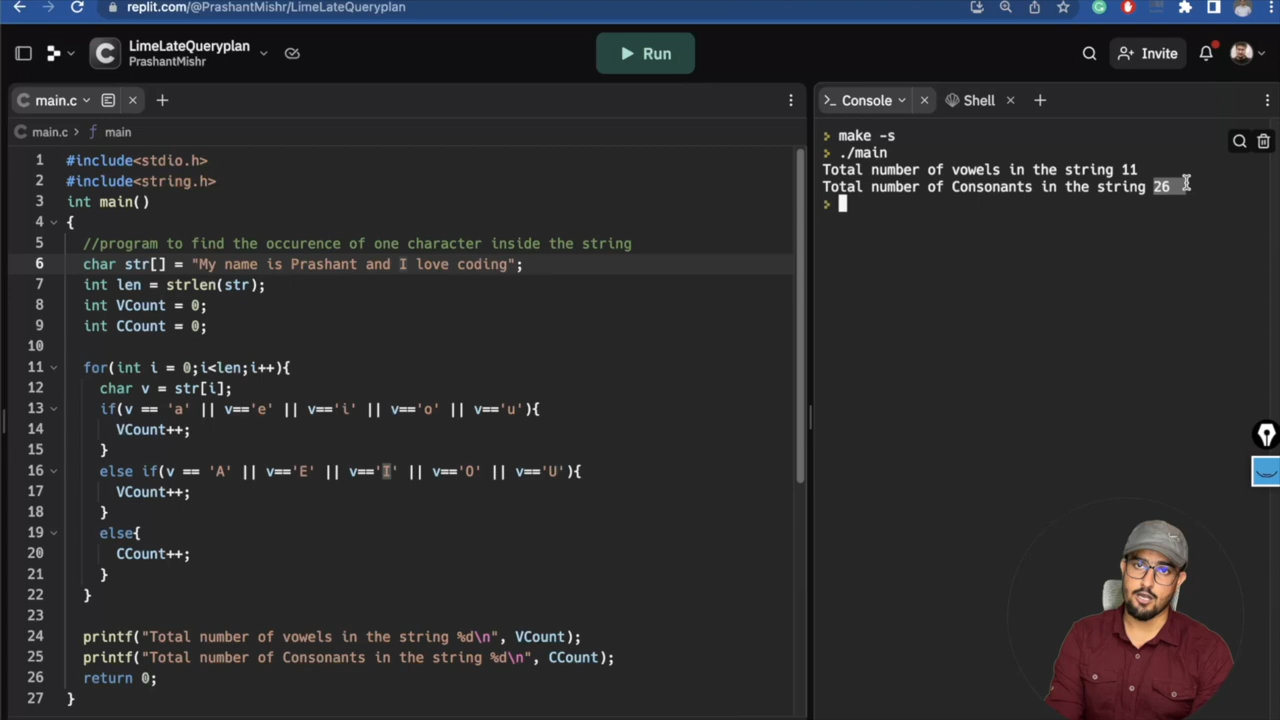 replit.com/@PrashantMishr/LimeLateQueryplan
LimeLateQueryplan
PrashantMishr
Run
Invite
main.c
Console
Shell
main.c > main
1 #include<stdio.h>
2 #include<string.h>
3 int main()
4 {
5 //program to find the occurence of one character inside the string
6 char str[] = "My name is Prashant and I love coding";
7 int len = strlen(str);
8 int VCount = 0;
9 int CCount = 0;
10
11 for(int i = 0;i<len;i++){
12 char v = str[i];
13 if(v == 'a' || v=='e' || v=='i' || v=='o' || v=='u'){
14 VCount++;
15 }
16 else if(v == 'A' || v=='E' || v=='I' || v=='O' || v=='U'){
17 VCount++;
18 }
19 else{
20 CCount++;
21 }
22 }
23
24 printf("Total number of vowels in the string %d\n", VCount);
25 printf("Total number of Consonants in the string %d\n", CCount);
26 return 0;
27 }
make -s
./main
Total number of vowels in the string 11
Total number of Consonants in the string 26